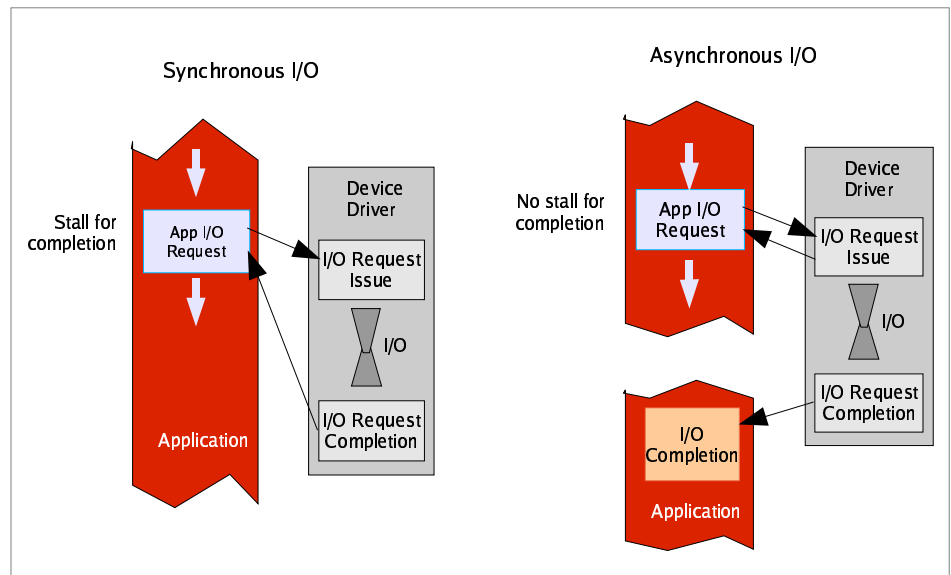 Synchronous I/O
Stall for
completion
App I/O
Request
Device
Driver
I/O Request
Issue
I/O
I/O Request
Completion
Application
Asynchronous I/O
No stall for
completion
App I/O
Request
Device
Driver
I/O Request
Issue
I/O
I/O Request
Completion
I/O
Completion
Application